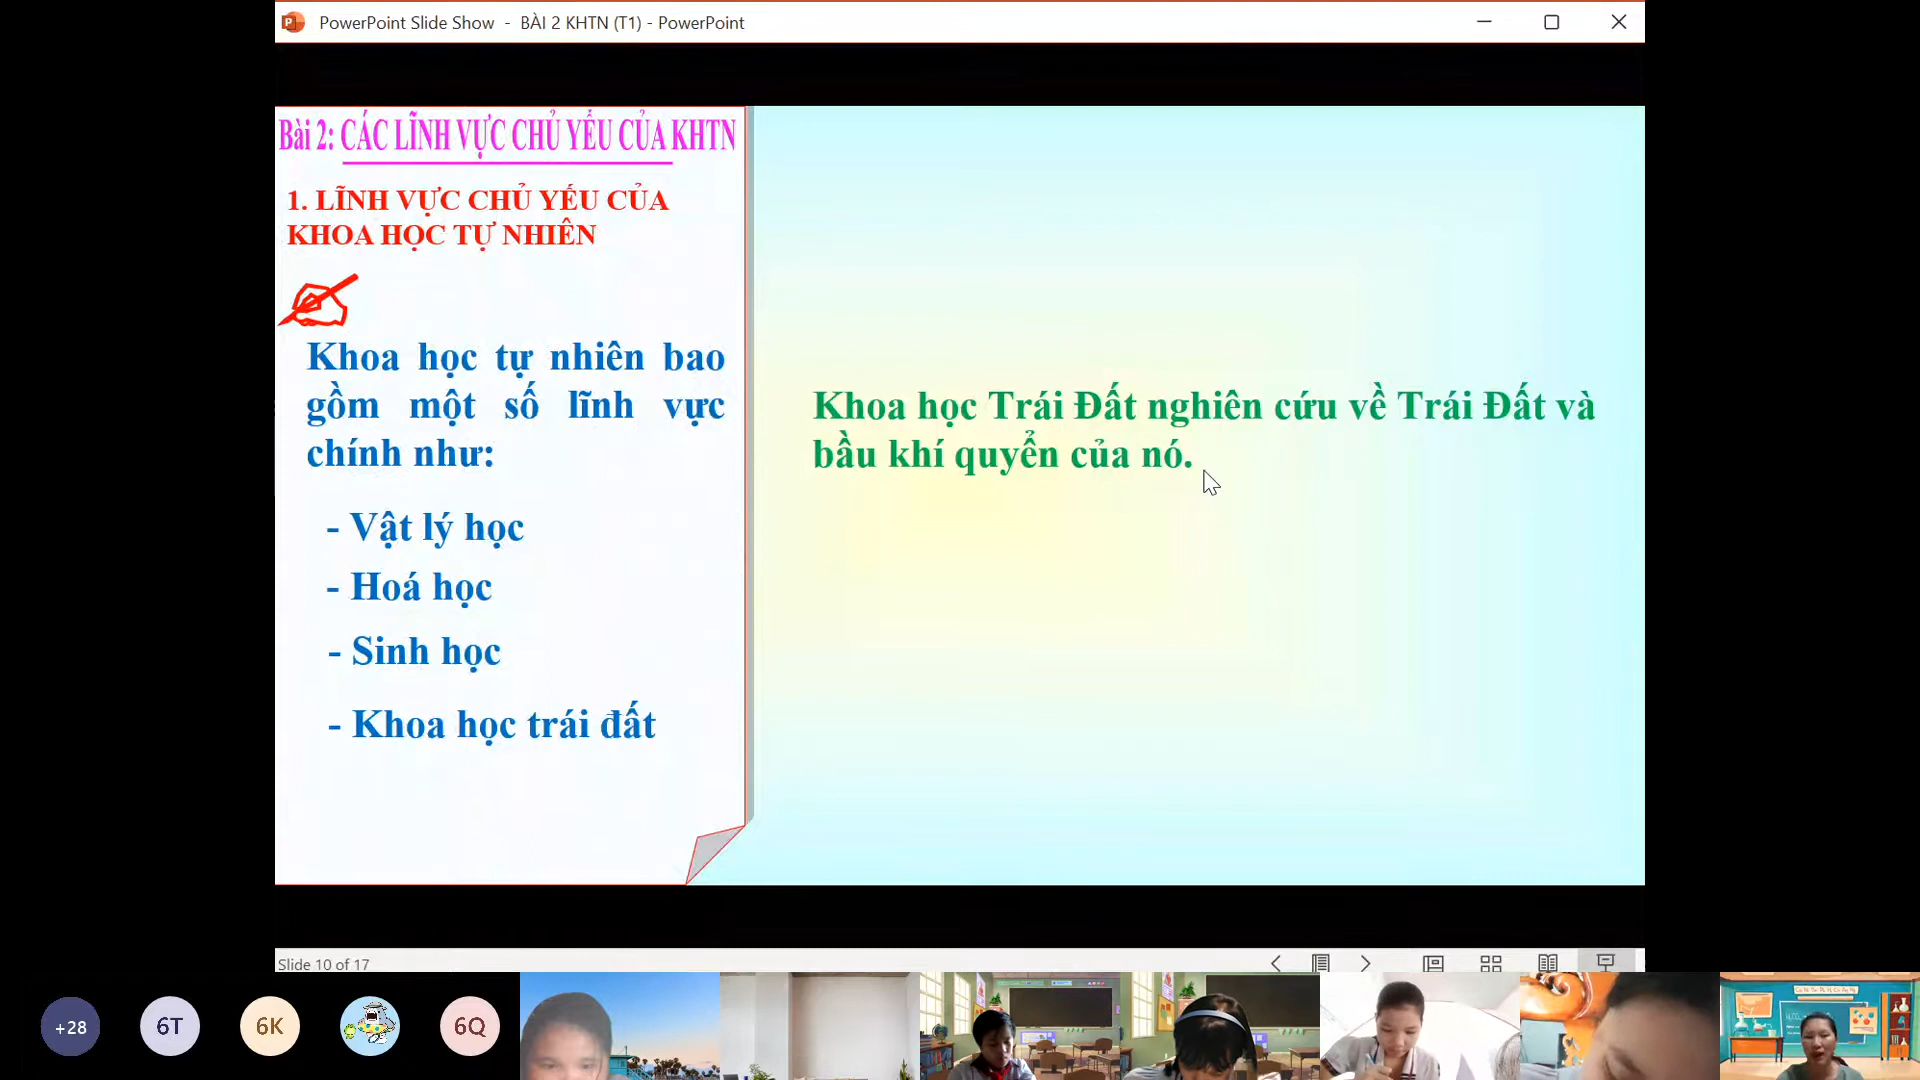 PowerPoint Slide Show - BÀI 2 KHTN (T1) - PowerPoint
Bài 2: CÁC LĨNH VỰC CHỦ YẾU CỦA KHTN
1. LĨNH VỰC CHỦ YẾU CỦA
KHOA HỌC TỰ NHIÊN
Khoa học tự nhiên bao
gồm một số lĩnh vực
chính như:
- Vật lý học
- Hoá học
- Sinh học
- Khoa học trái đất
Khoa học Trái Đất nghiên cứu về Trái Đất và
bầu khí quyển của nó.
Slide 10 of 17
+28
6T
6K
6Q